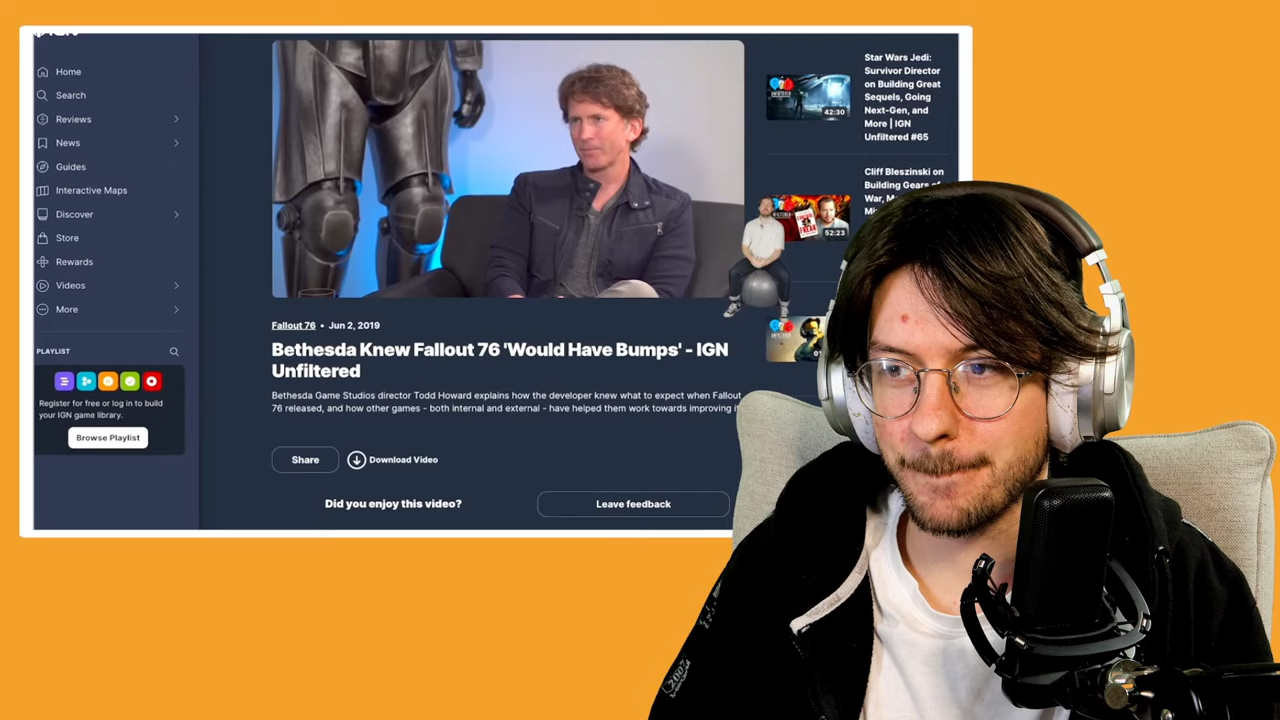 IGN
Home
Search
Reviews
News
Guides
Interactive Maps
Discover
Store
Rewards
Videos
More
PLAYLIST
Register for free or log in to build
your IGN game library.
Browse Playlist
Fallout 76 • Jun 2, 2019
Bethesda Knew Fallout 76 'Would Have Bumps' - IGN
Unfiltered
Bethesda Game Studios director Todd Howard explains how the developer knew what to expect when Fallout
76 released, and how other games - both internal and external - have helped them work towards improving
Share
Download Video
Did you enjoy this video?
Leave feedback
42:30
Star Wars Jedi:
Survivor Director
on Building Great
Sequels, Going
Next-Gen, and
More | IGN
Unfiltered #65
52:23
Cliff Bleszinski on
Building Gears of
War,
2007